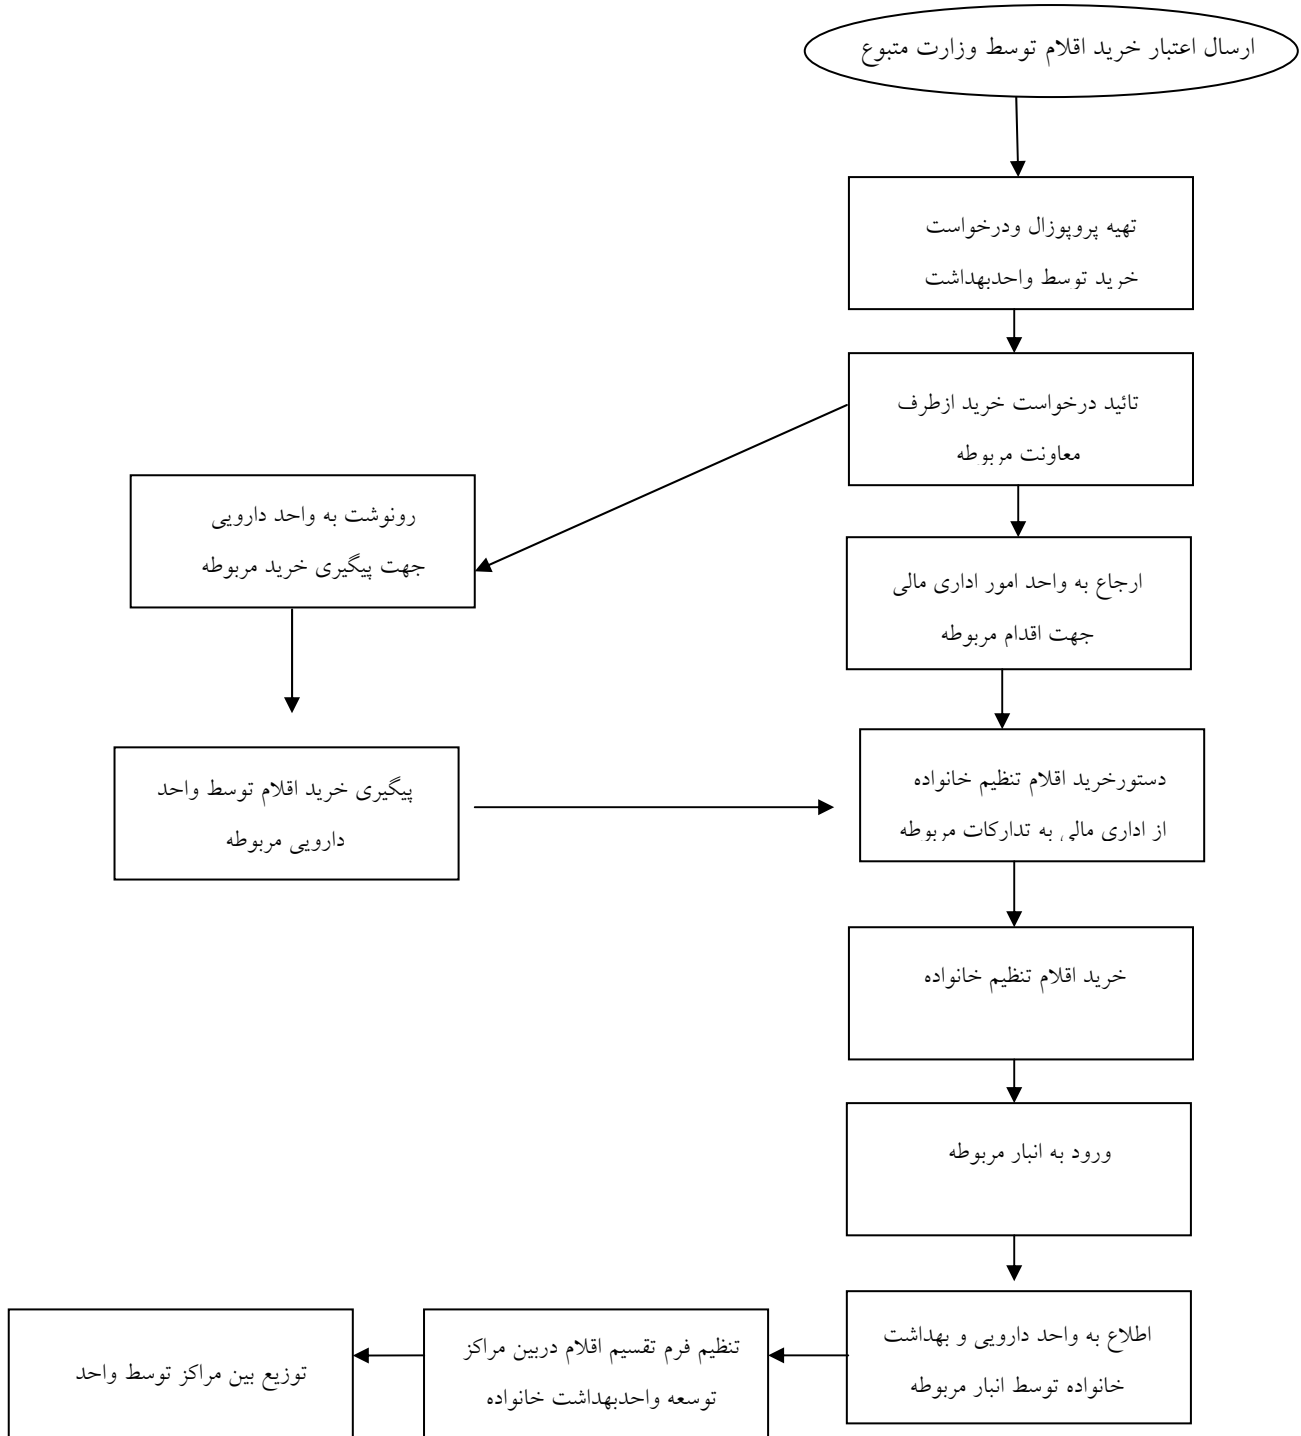 ارسال اعتبار خرید اقلام توسط وزارت متبوع
تهیه پروپوزال ودرخواست
خرید توسط واحدبهداشت
تائید درخواست خرید ازطرف
معاونت مربوطه
رونوشت به واحد دارویی
جهت پیگیری خرید مربوطه
ارجاع به واحد امور اداری مالی
جهت اقدام مربوطه
پیگیری خرید اقلام توسط واحد
دارویی مربوطه
دستورخرید اقلام تنظیم خانواده
از اداری مالی به تدارکات مربوطه
خرید اقلام تنظیم خانواده
ورود به انبار مربوطه
اطلاع به واحد دارویی و بهداشت
خانواده توسط انبار مربوطه
تنظیم فرم تقسیم اقلام دربین مراکز
توسعه واحدبهداشت خانواده
توزیع بین مراکز توسط واحد